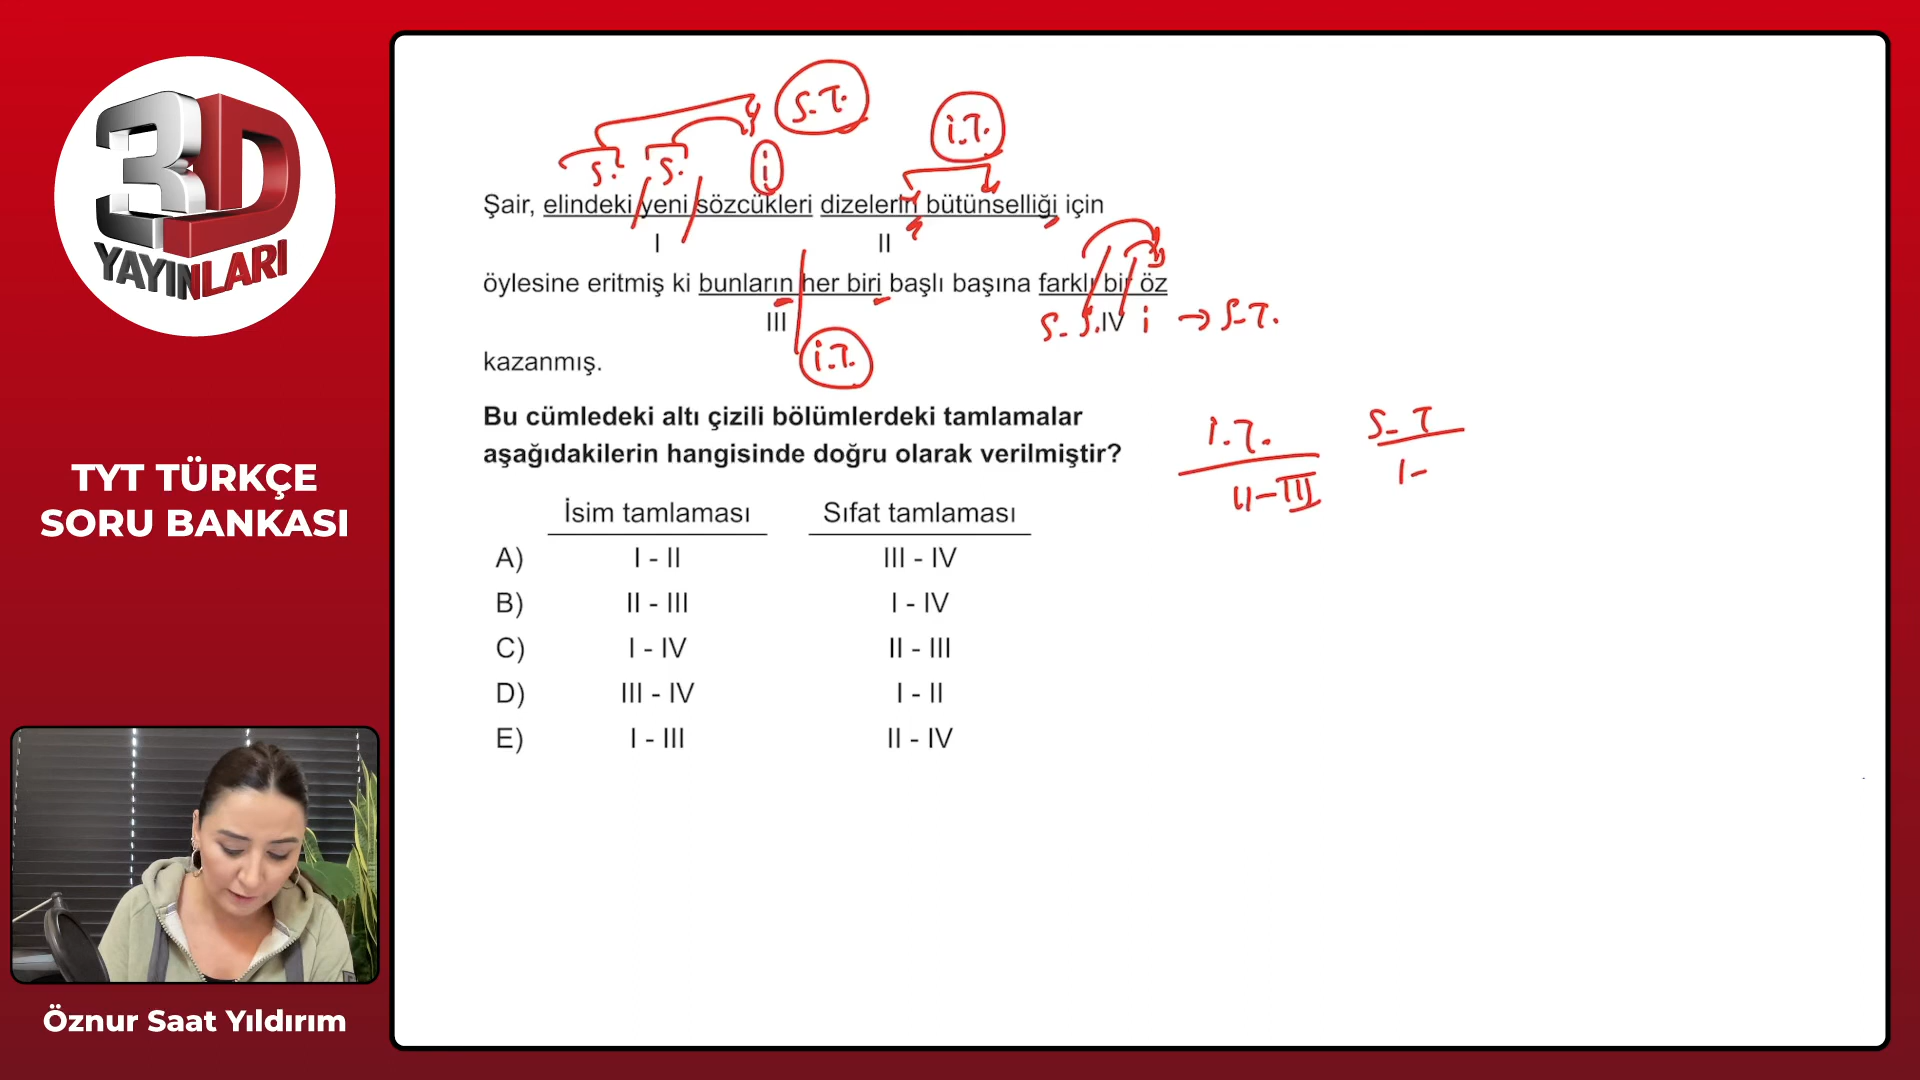 3D
YAYINLARI
TYT TÜRKÇE
SORU BANKASI
Öznur Saat Yıldırım
S.T.
İ.T.
S. S. i
Şair, elindeki yeni sözcükleri dizelerin bütünselliği için
I II
öylesine eritmiş ki bunların her biri başlı başına farklı bir öz
III IV
S. S. i → S.T.
İ.T.
kazanmış.
Bu cümledeki altı çizili bölümlerdeki tamlamalar
aşağıdakilerin hangisinde doğru olarak verilmiştir?
İ.T. S.T
II-III I-
İsim tamlaması Sıfat tamlaması
A) I - II III - IV
B) II - III I - IV
C) I - IV II - III
D) III - IV I - II
E) I - III II - IV